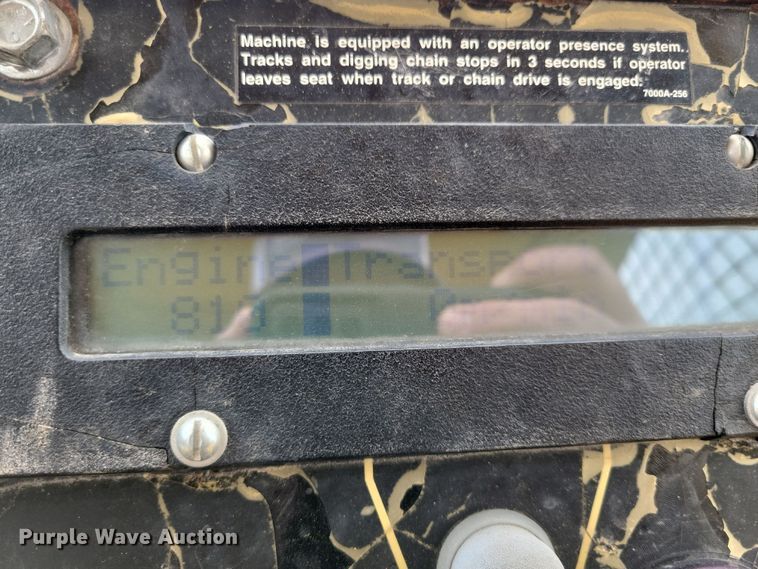 Machine is equipped with an operator presence system.
Tracks and digging chain stops in 3 seconds if operator
leaves seat when track or chain drive is engaged.
7000A-256
Engine
Purple Wave Auction